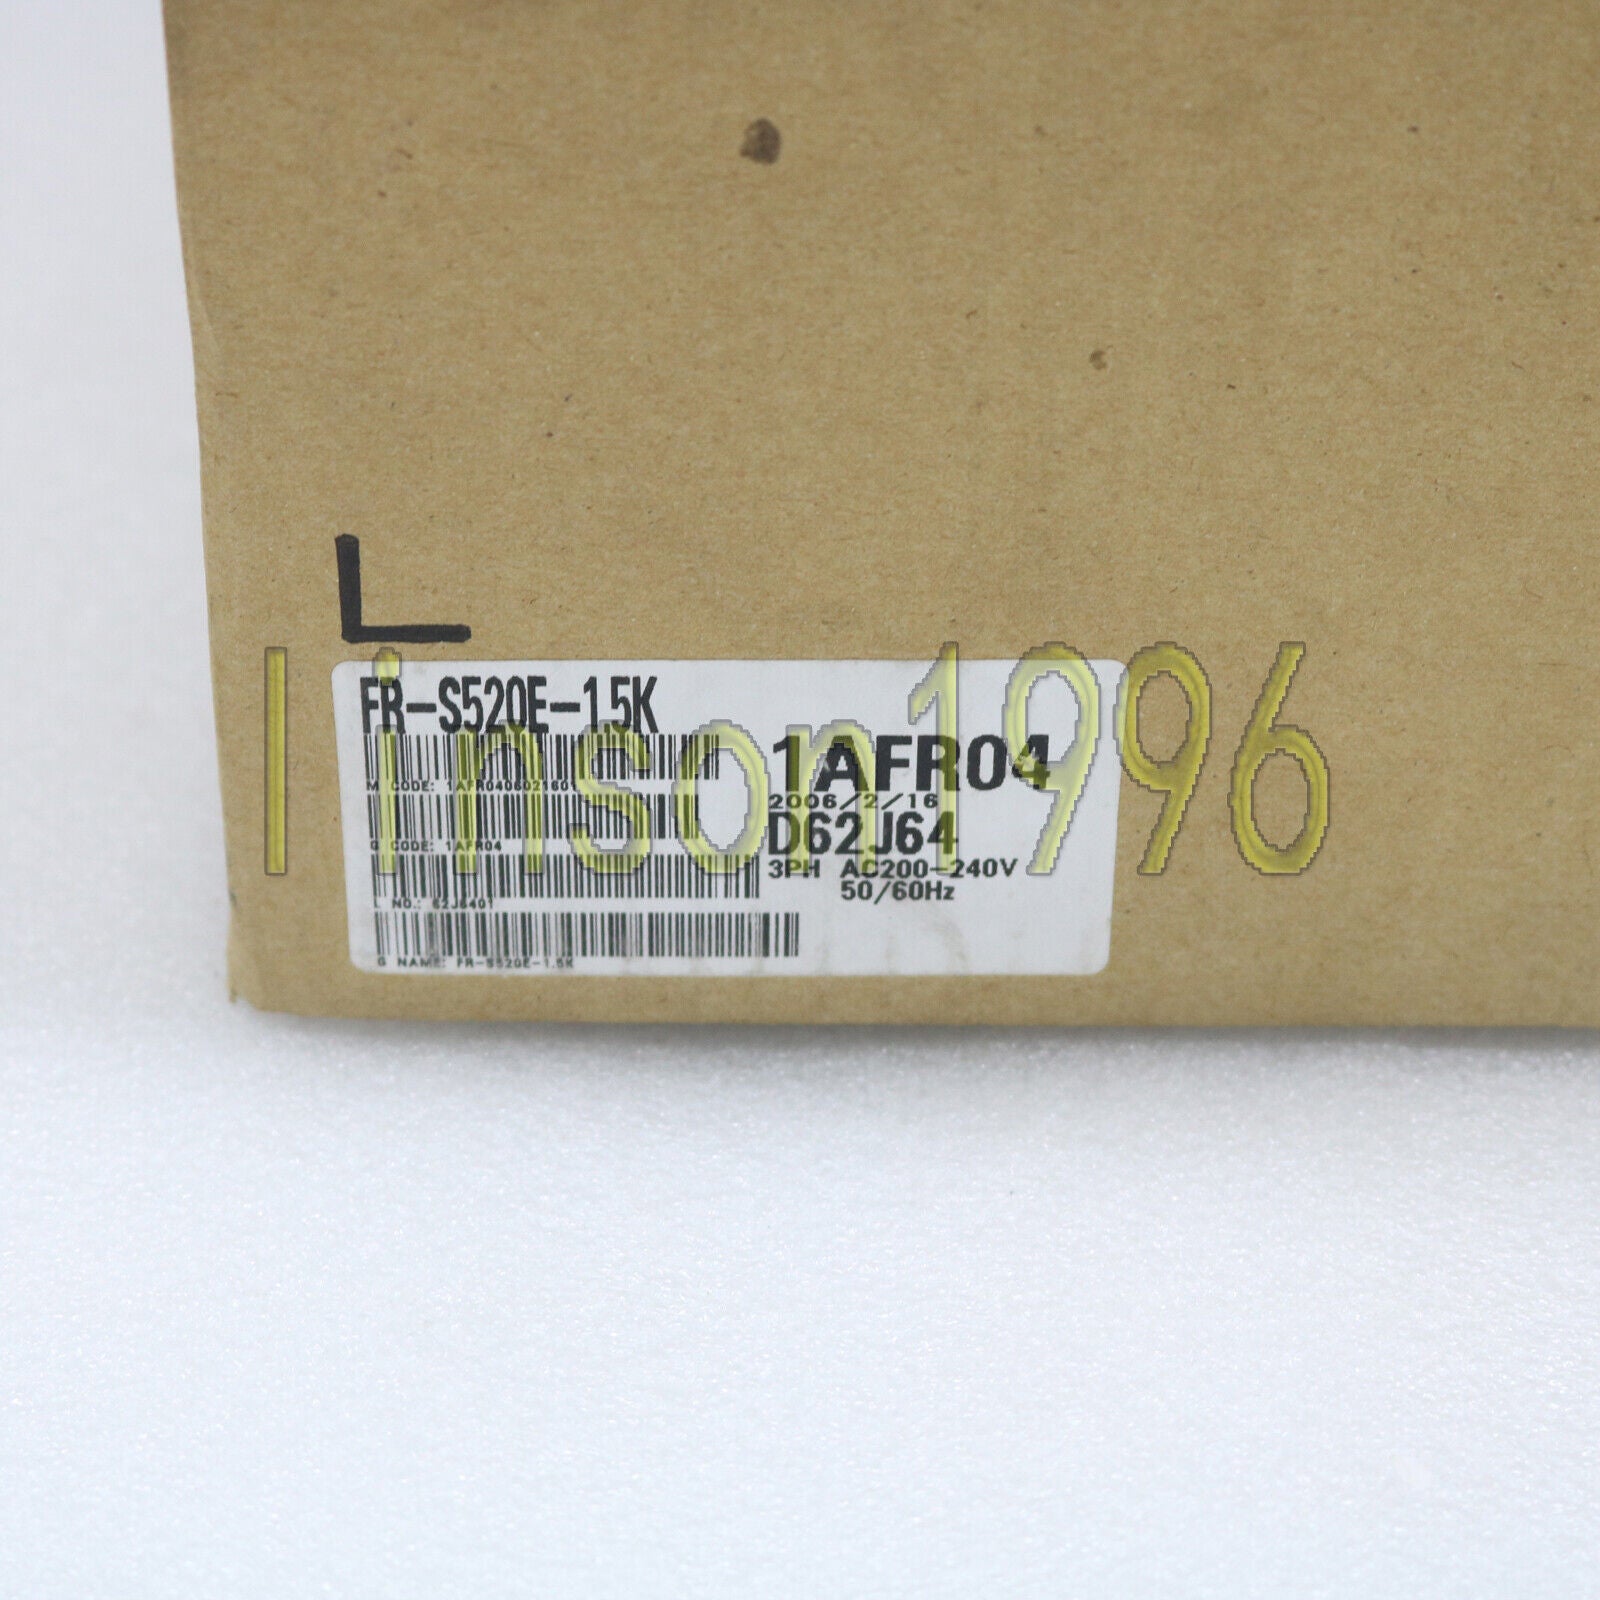 L
FR-S520E-1.5K
M CODE: 1AFR0406021601
G CODE: 1AFR04
L NO.: 62J6401
G NAME: FR-S520E-1.5K
1AFR04
2006/2/16
D62J64
3PH AC200-240V
50/60Hz
linson1996